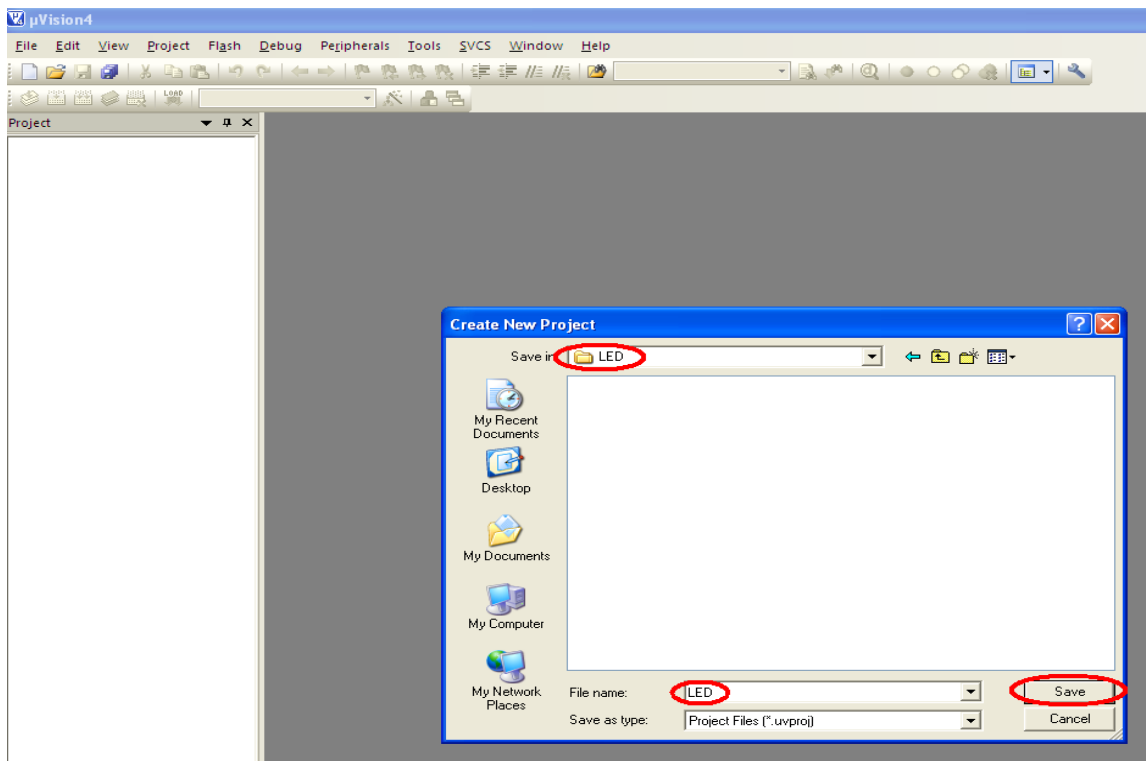 µVision4
File Edit View Project Flash Debug Peripherals Tools SVCS Window Help
LOAD
Project
Create New Project
Save in
LED
My Recent
Documents
Desktop
My Documents
My Computer
My Network
Places
File name:
LED
Save
Save as type:
Project Files (*.uvproj)
Cancel